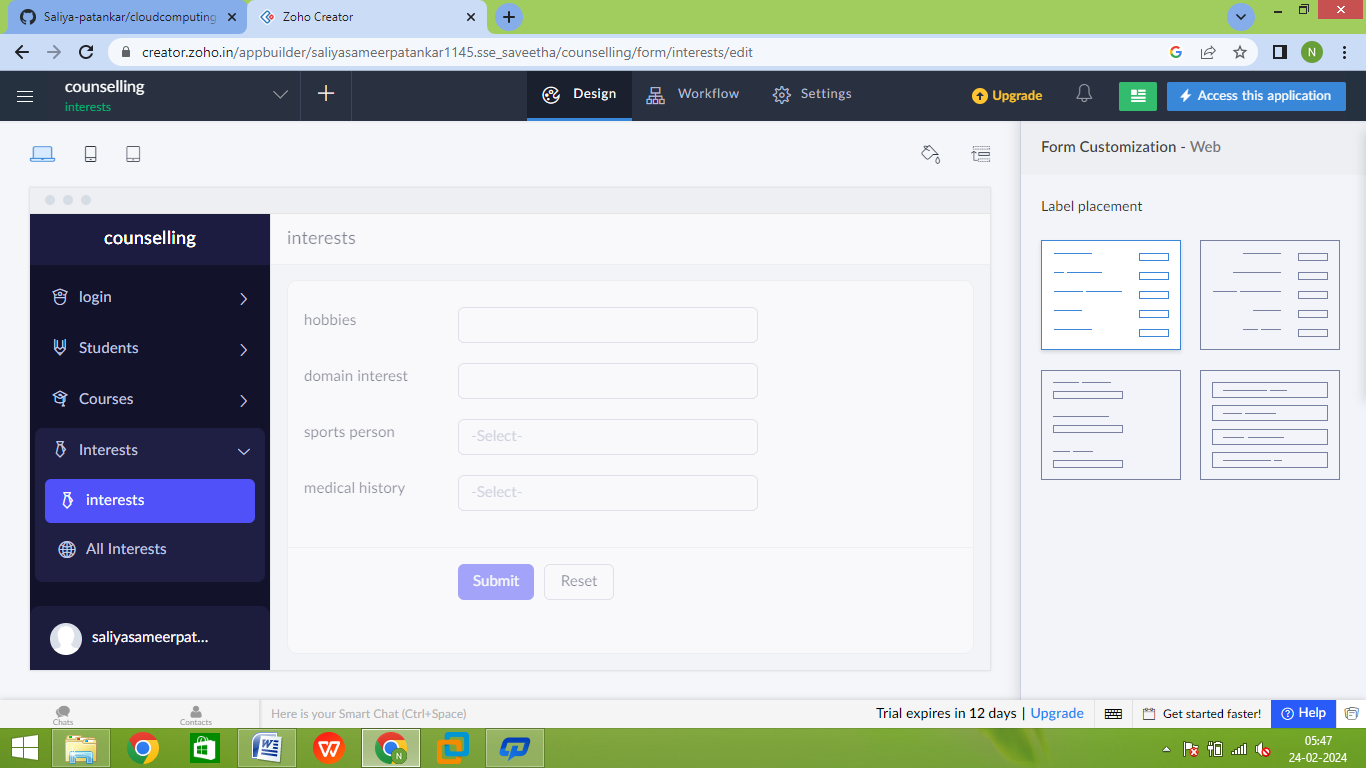 Saliya-patankar/cloudcomputing
Zoho Creator
creator.zoho.in/appbuilder/saliyasameerpatankar1145.sse_saveetha/counselling/form/interests/edit
N
counselling
interests
Design
Workflow
Settings
Upgrade
Access this application
Form Customization - Web
Label placement
counselling
login
Students
Courses
Interests
interests
All Interests
saliyasameerpat...
interests
hobbies
domain interest
sports person
-Select-
medical history
-Select-
Submit
Reset
Chats
Contacts
Here is your Smart Chat (Ctrl+Space)
Trial expires in 12 days | Upgrade
Get started faster!
Help
05:47
24-02-2024